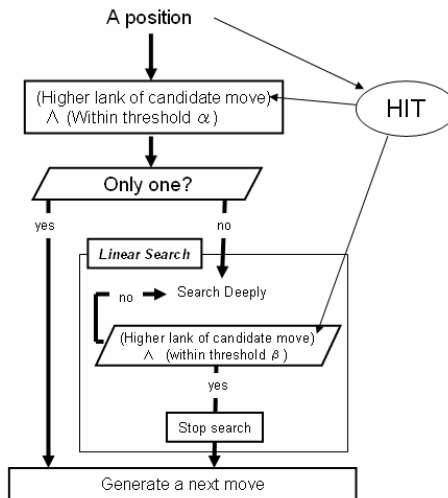 A position
(Higher lank of candidate move)
∧ (Within threshold α)
HIT
Only one?
yes
no
Linear Search
no
Search Deeply
(Higher lank of candidate move)
∧ (within threshold β)
yes
Stop search
Generate a next move